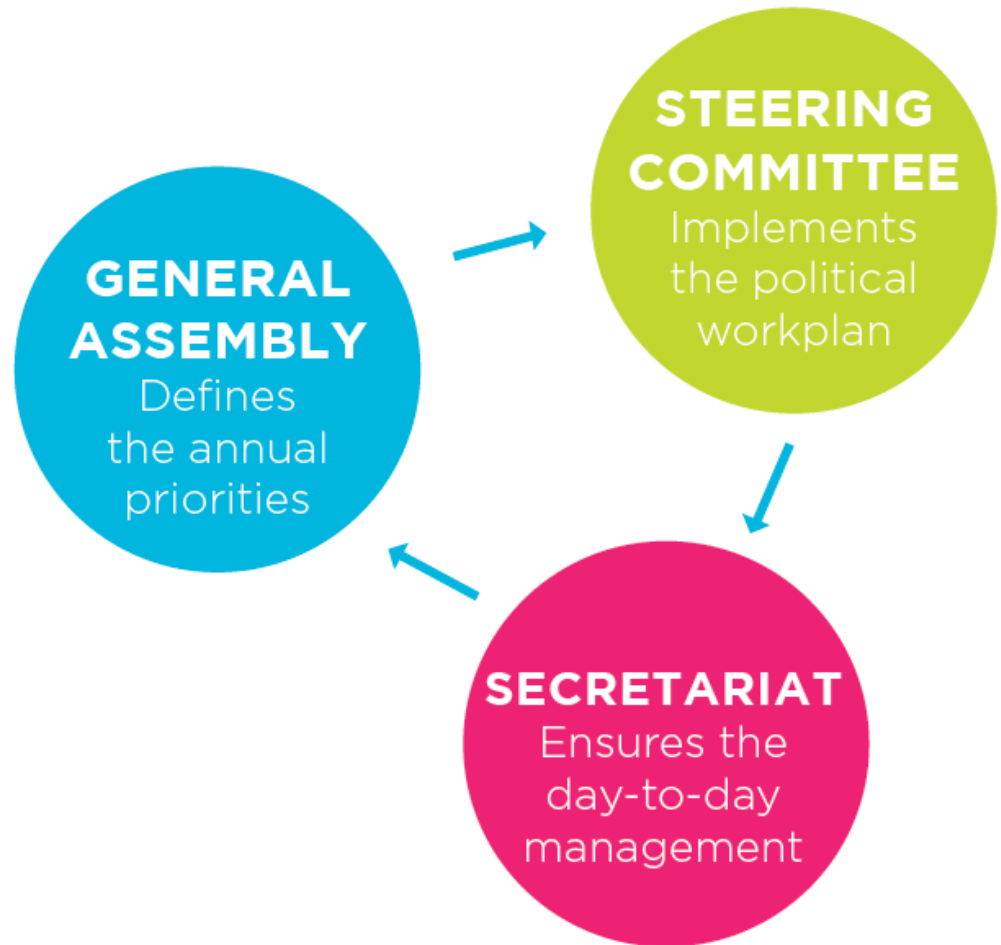 GENERAL
ASSEMBLY
Defines
the annual
priorities
STEERING
COMMITTEE
Implements
the political
workplan
SECRETARIAT
Ensures the
day-to-day
management